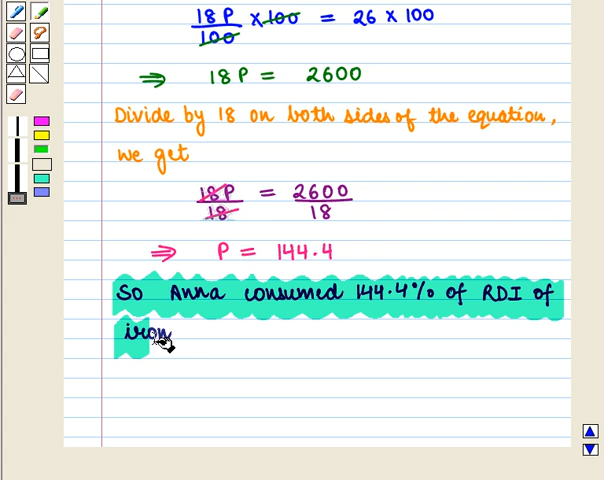 18P/100 × 100 = 26 × 100
⇒ 18P = 2600
Divide by 18 on both sides of the equation,
we get
18P/18 = 2600/18
⇒ P = 144.4
So Anna consumed 144.4% of RDI of
iron